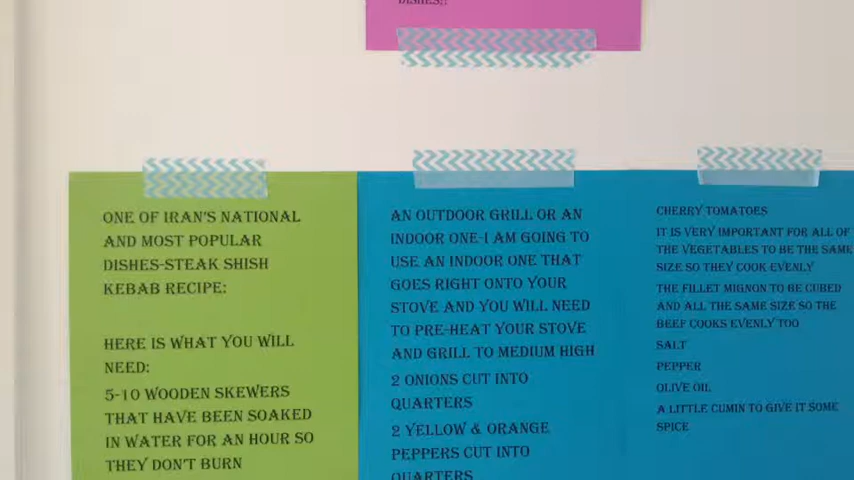 DISHES!!
ONE OF IRAN'S NATIONAL
AND MOST POPULAR
DISHES-STEAK SHISH
KEBAB RECIPE:
HERE IS WHAT YOU WILL
NEED:
5-10 WOODEN SKEWERS
THAT HAVE BEEN SOAKED
IN WATER FOR AN HOUR SO
THEY DON'T BURN
AN OUTDOOR GRILL OR AN
INDOOR ONE-I AM GOING TO
USE AN INDOOR ONE THAT
GOES RIGHT ONTO YOUR
STOVE AND YOU WILL NEED
TO PRE-HEAT YOUR STOVE
AND GRILL TO MEDIUM HIGH
2 ONIONS CUT INTO
QUARTERS
2 YELLOW & ORANGE
PEPPERS CUT INTO
QUARTERS
CHERRY TOMATOES
IT IS VERY IMPORTANT FOR ALL OF
THE VEGETABLES TO BE THE SAME
SIZE SO THEY COOK EVENLY
THE FILLET MIGNON TO BE CUBED
AND ALL THE SAME SIZE SO THE
BEEF COOKS EVENLY TOO
SALT
PEPPER
OLIVE OIL
A LITTLE CUMIN TO GIVE IT SOME
SPICE